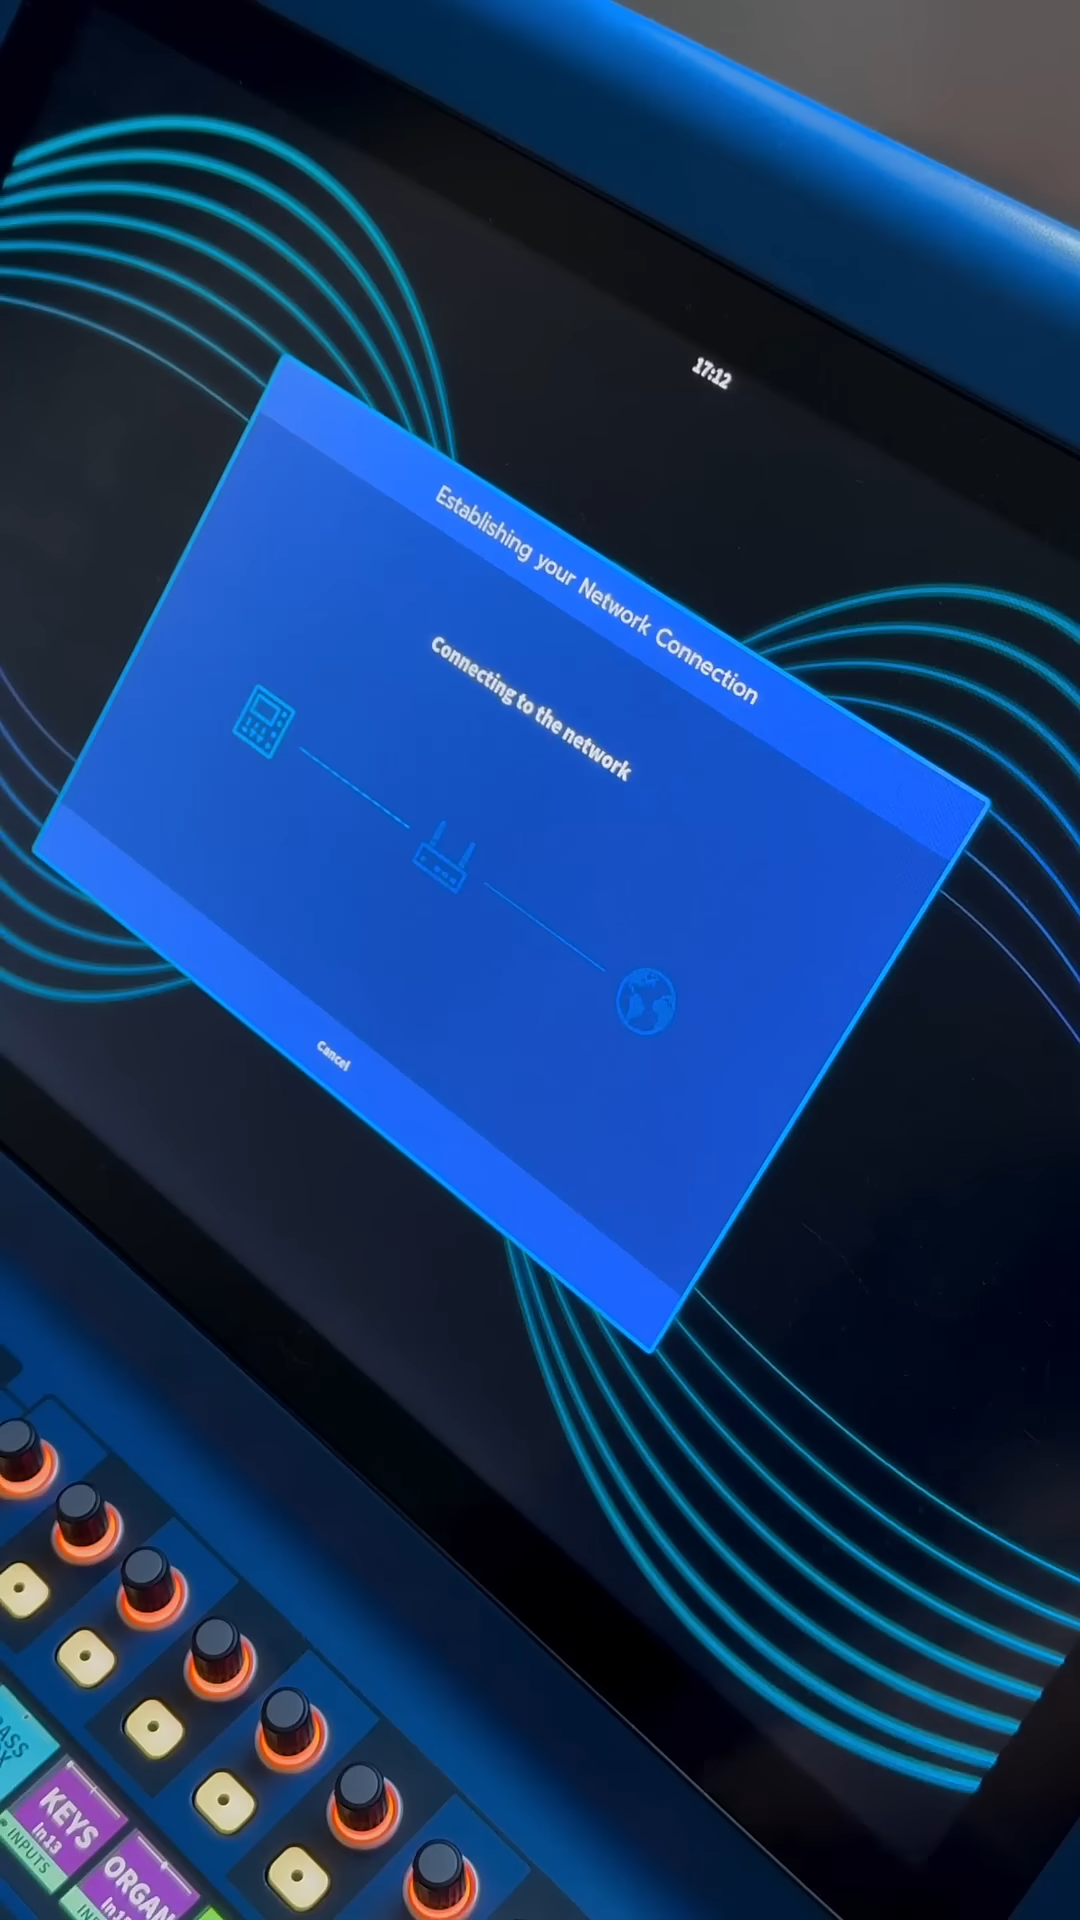 17:12
Establishing your Network Connection
Connecting to the network
Cancel
KEYS
In13
INPUTS
ORGAN